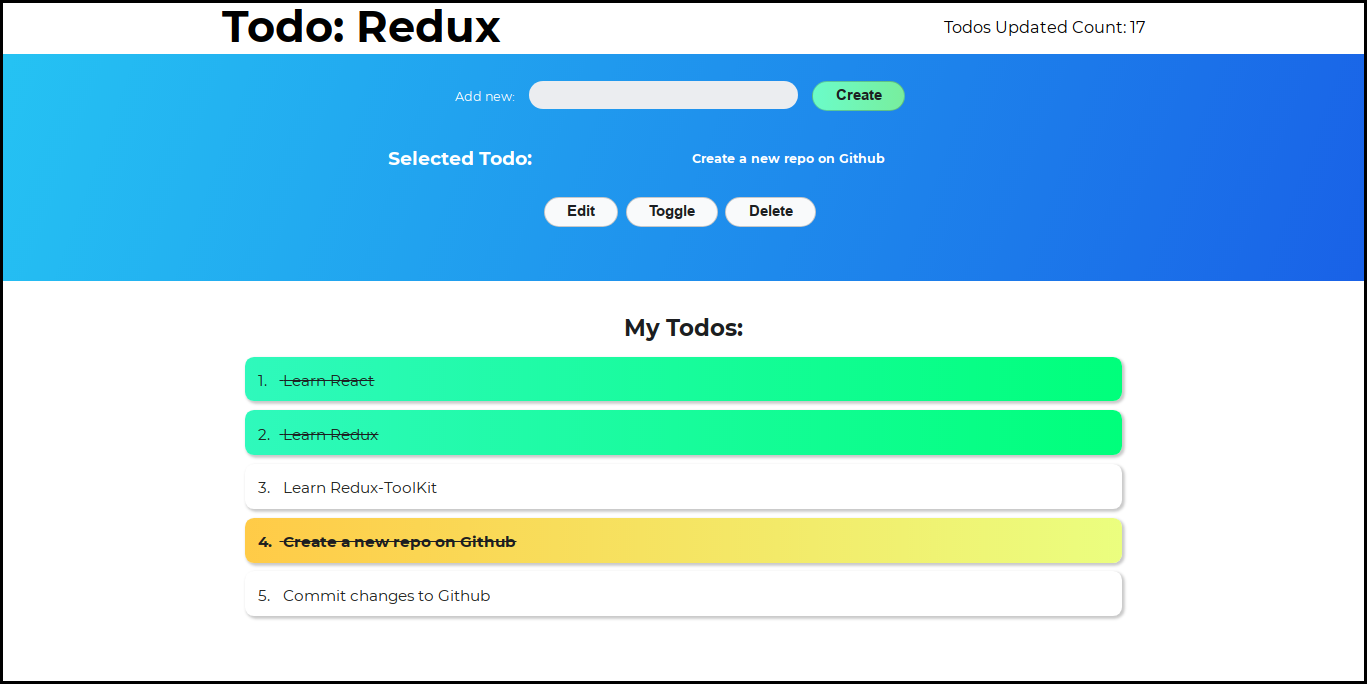 Todo: Redux
Todos Updated Count: 17
Add new:
Create
Selected Todo:
Create a new repo on Github
Edit
Toggle
Delete
My Todos:
1. Learn React
2. Learn Redux
3. Learn Redux-ToolKit
4. Create a new repo on Github
5. Commit changes to Github